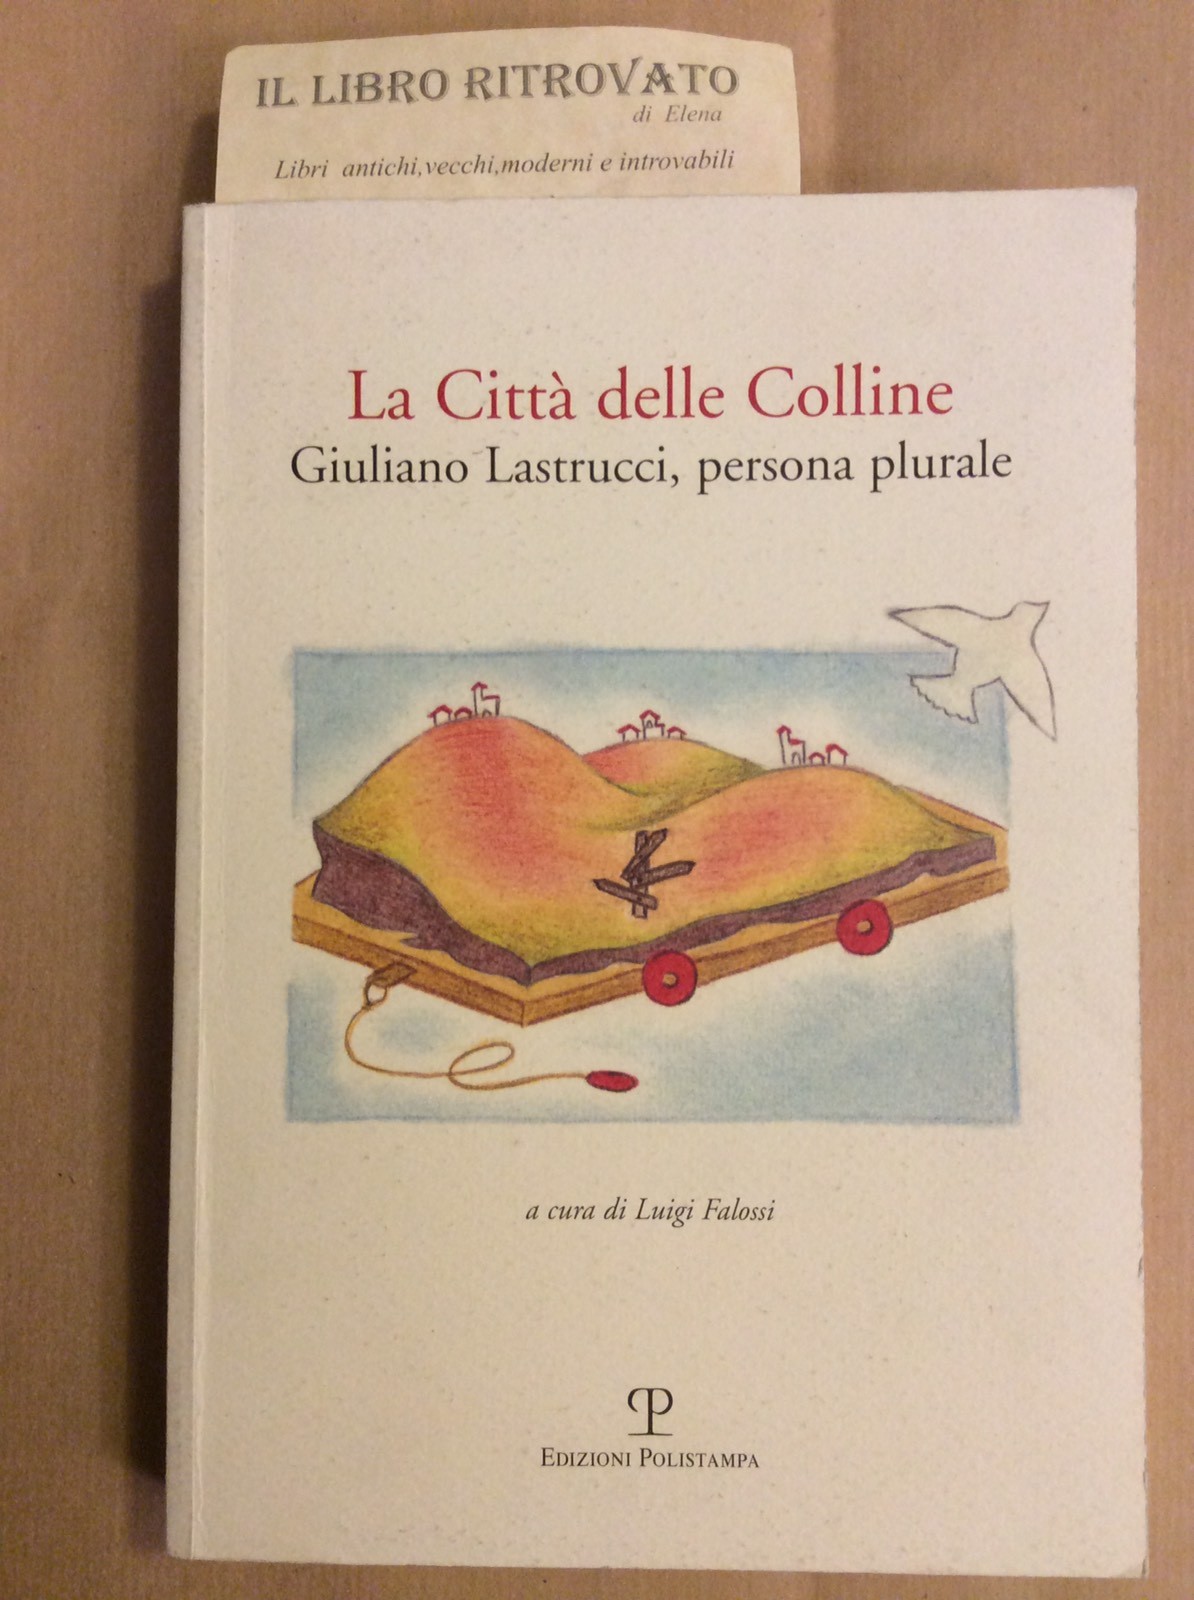 IL LIBRO RITROVATO
di Elena
Libri antichi,vecchi,moderni e introvabili
La Città delle Colline
Giuliano Lastrucci, persona plurale
a cura di Luigi Falossi
EDIZIONI POLISTAMPA